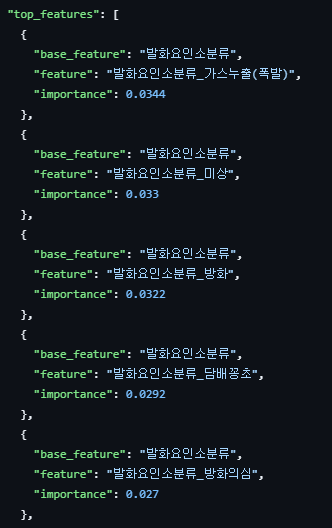 "top_features": [
{
"base_feature": "발화요인소분류",
"feature": "발화요인소분류_가스누출(폭발)",
"importance": 0.0344
},
{
"base_feature": "발화요인소분류",
"feature": "발화요인소분류_미상",
"importance": 0.033
},
{
"base_feature": "발화요인소분류",
"feature": "발화요인소분류_방화",
"importance": 0.0322
},
{
"base_feature": "발화요인소분류",
"feature": "발화요인소분류_담배꽁초",
"importance": 0.0292
},
{
"base_feature": "발화요인소분류",
"feature": "발화요인소분류_방화의심",
"importance": 0.027
},